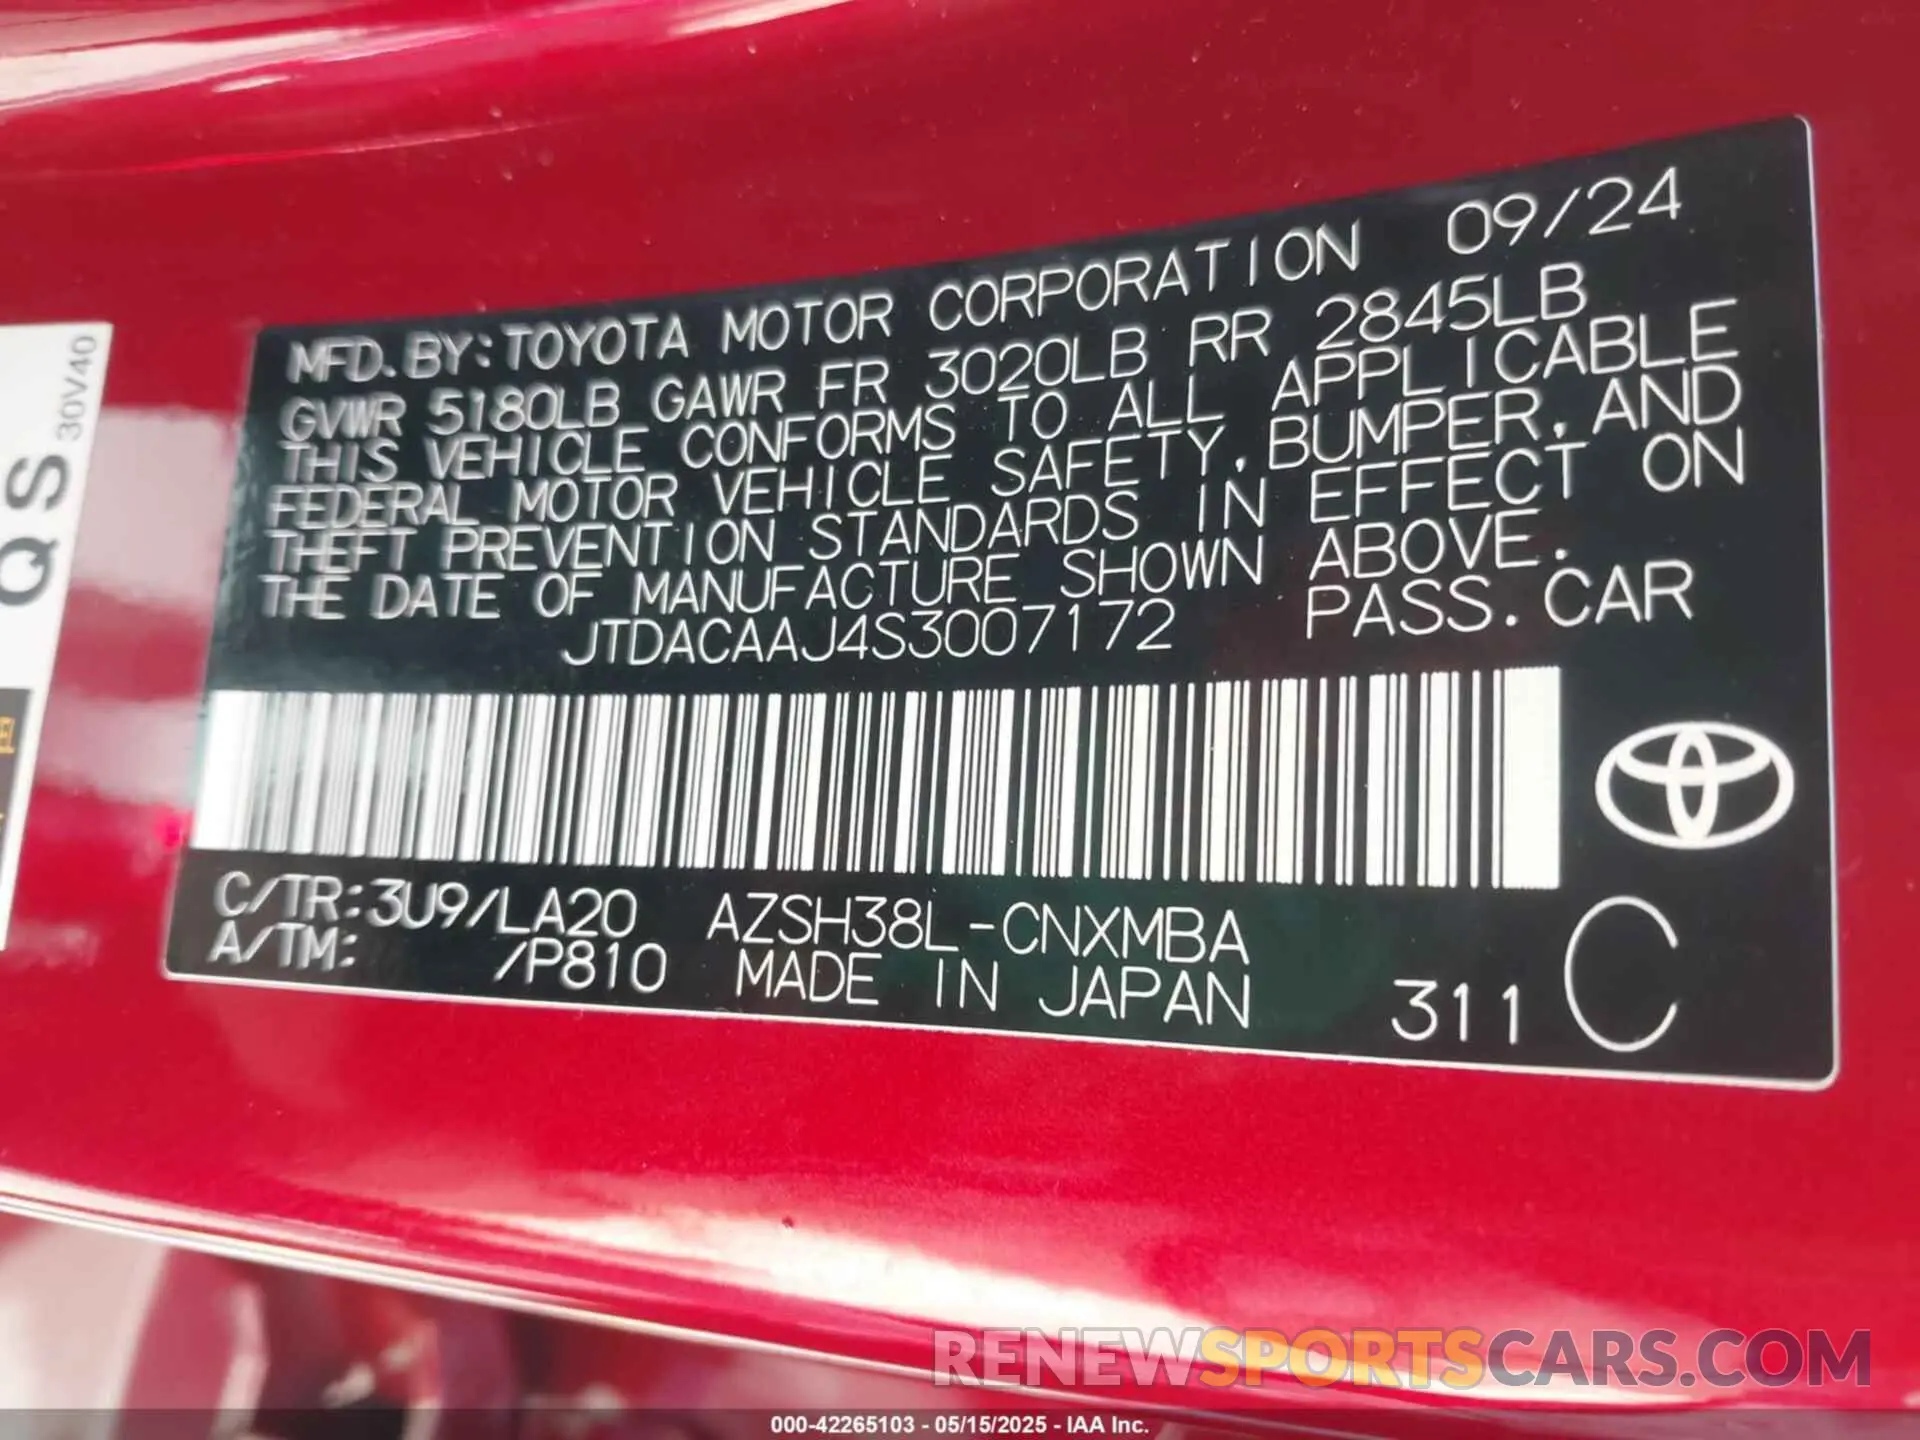 MFD. BY: TOYOTA MOTOR CORPORATION 09/24
GVWR 5180LB GAWR FR 3020LB RR 2845LB
THIS VEHICLE CONFORMS TO ALL APPLICABLE
FEDERAL MOTOR VEHICLE SAFETY, BUMPER, AND
THEFT PREVENTION STANDARDS IN EFFECT ON
THE DATE OF MANUFACTURE SHOWN ABOVE.
JTDACAAJ4S3007172 PASS. CAR
C/TR: 3U9/LA20 AZSH38L-CNXMBA
A/TM: /P810 MADE IN JAPAN 311 C
QS 30V40
RENEWSPORTSCARS.COM
000-42265103 - 05/15/2025 - IAA Inc.